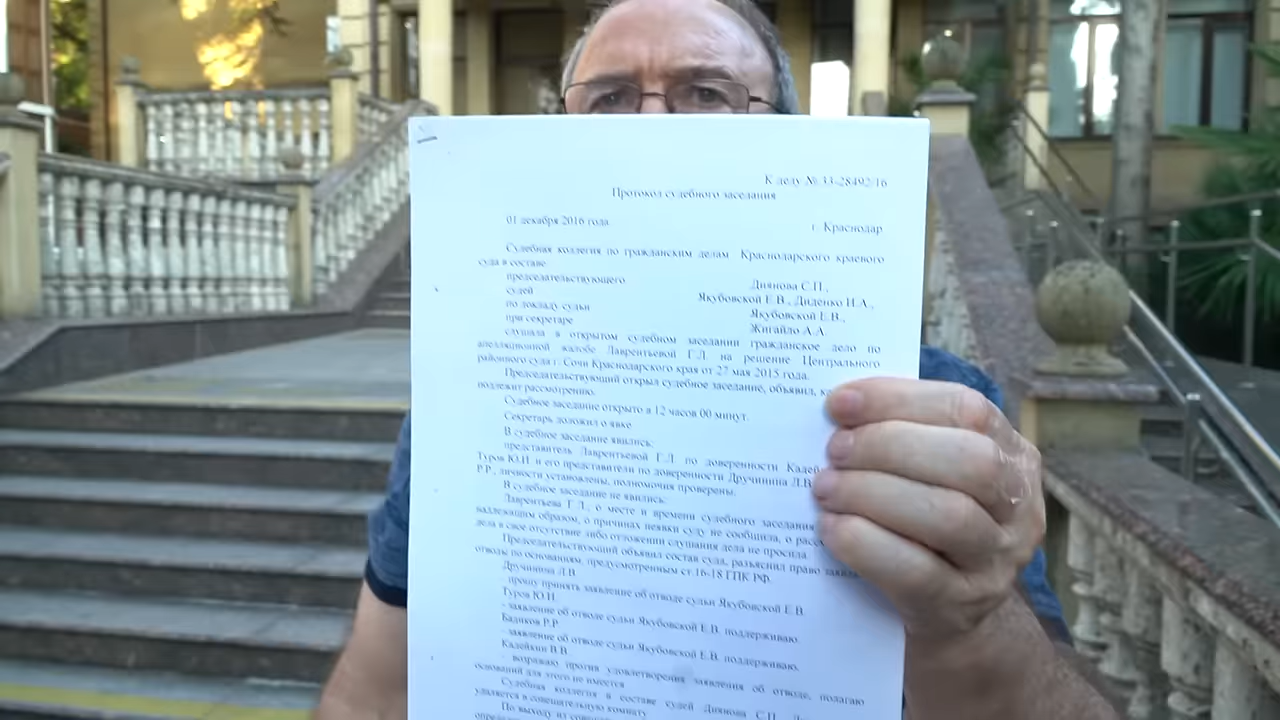 К делу № 33-28492/16
Протокол судебного заседания
01 декабря 2016 года
г. Краснодар
Судебная коллегия по гражданским делам Краснодарского краевого
суда в составе
председательствующего Диянова С.П.,
судей Якубовской Е.В., Диденко И.А.,
по докладу судьи Якубовской Е.В.,
при секретаре Жигайло А.А.
слушала в открытом судебном заседании гражданское дело по
апелляционной жалобе Лаврентьевой Г.Л. на решение Центрального
районного суда г. Сочи Краснодарского края от 27 мая 2015 года.
Председательствующий открыл судебное заседание, объявил,
подлежит рассмотрению.
Судебное заседание открыто в 12 часов 00 минут.
Секретарь доложил о явке
В судебное заседание явились:
представитель Лаврентьевой Г.Л. по доверенности
Туров Ю.И. и его представители по доверенности Дручинина Л.В.
Р.Р., личности установлены, полномочия проверены.
В судебное заседание не явились:
Лаврентьева Г.Л., о месте и времени судебного заседания
надлежащим образом, о причинах неявки суду не сообщила, о
дела в свое отсутствие либо отложении слушания дела не просила.
Председательствующий объявил состав суда, разъяснил право
отводы по основаниям, предусмотренным ст.16-18 ГПК РФ.
Дручинина Л.В.
- прошу принять заявление об отводе судьи Якубовской Е.В.
Туров Ю.И.
- заявление об отводе судьи Якубовской Е.В. поддерживаю.
Бадиков Р.Р.
- заявление об отводе судьи Якубовской Е.В. поддерживаю.
Кадейкин В.В.
- возражаю против удовлетворения заявления об отводе, полагаю
оснований для этого не имеется
Судебная коллегия в составе судей Диянова С.П.,
удаляется в совещательную комнату
По выходу из